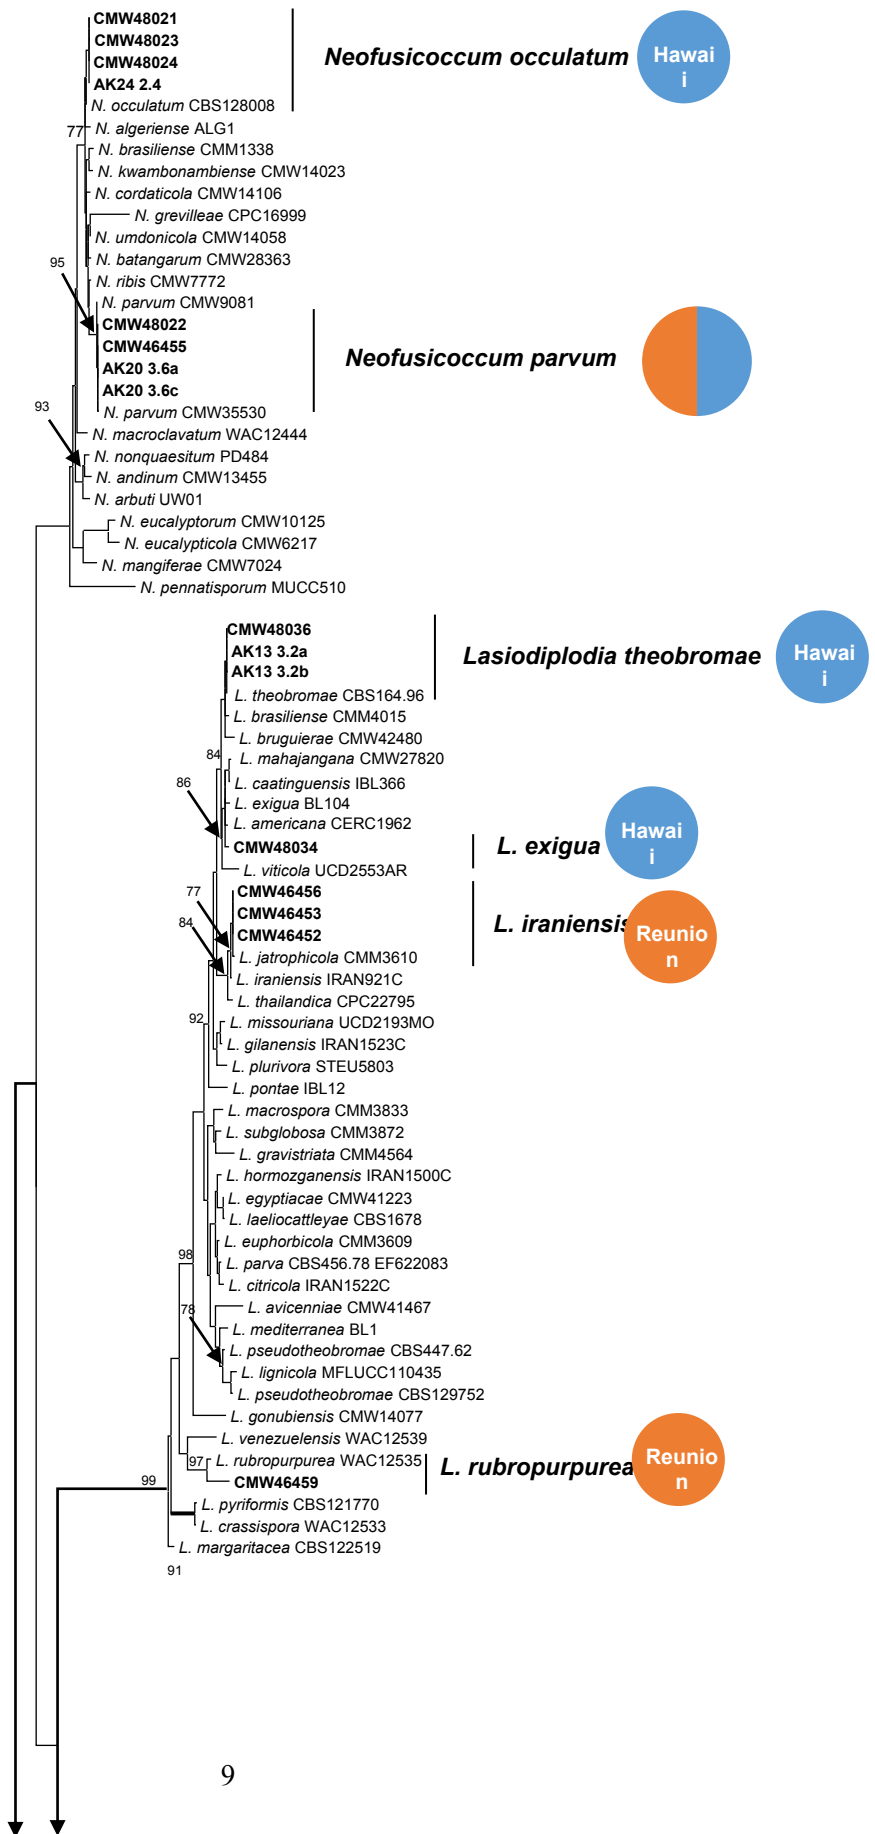 CMW48021
CMW48023
CMW48024
AK24 2.4
N. occulatum CBS128008
Neofusicoccum occulatum
Hawai
i
77
N. algeriense ALG1
N. brasiliense CMM1338
N. kwambonambiense CMW14023
N. cordaticola CMW14106
N. grevilleae CPC16999
N. umdonicola CMW14058
N. batangarum CMW28363
95
N. ribis CMW7772
N. parvum CMW9081
CMW48022
CMW46455
AK20 3.6a
AK20 3.6c
N. parvum CMW35530
Neofusicoccum parvum
93
N. macroclavatum WAC12444
N. nonquaesitum PD484
N. andinum CMW13455
N. arbuti UW01
N. eucalyptorum CMW10125
N. eucalypticola CMW6217
N. mangiferae CMW7024
N. pennatisporum MUCC510
CMW48036
AK13 3.2a
AK13 3.2b
L. theobromae CBS164.96
Lasiodiplodia theobromae
Hawai
i
L. brasiliense CMM4015
L. bruguierae CMW42480
84
L. mahajangana CMW27820
86
L. caatinguensis IBL366
L. exigua BL104
L. americana CERC1962
CMW48034
L. exigua
Hawai
i
L. viticola UCD2553AR
77
CMW46456
CMW46453
84
CMW46452
L. jatrophicola CMM3610
L. iraniensis IRAN921C
L. iraniensis
Reunio
n
L. thailandica CPC22795
92
L. missouriana UCD2193MO
L. gilanensis IRAN1523C
L. plurivora STEU5803
L. pontae IBL12
L. macrospora CMM3833
L. subglobosa CMM3872
L. gravistriata CMM4564
L. hormozganensis IRAN1500C
L. egyptiacae CMW41223
L. laeliocattleyae CBS1678
L. euphorbicola CMM3609
98
L. parva CBS456.78 EF622083
L. citricola IRAN1522C
78
L. avicenniae CMW41467
L. mediterranea BL1
L. pseudotheobromae CBS447.62
L. lignicola MFLUCC110435
L. pseudotheobromae CBS129752
L. gonubiensis CMW14077
L. venezuelensis WAC12539
97
L. rubropurpurea WAC12535
CMW46459
L. rubropurpurea
Reunio
n
99
L. pyriformis CBS121770
L. crassispora WAC12533
L. margaritacea CBS122519
91
9